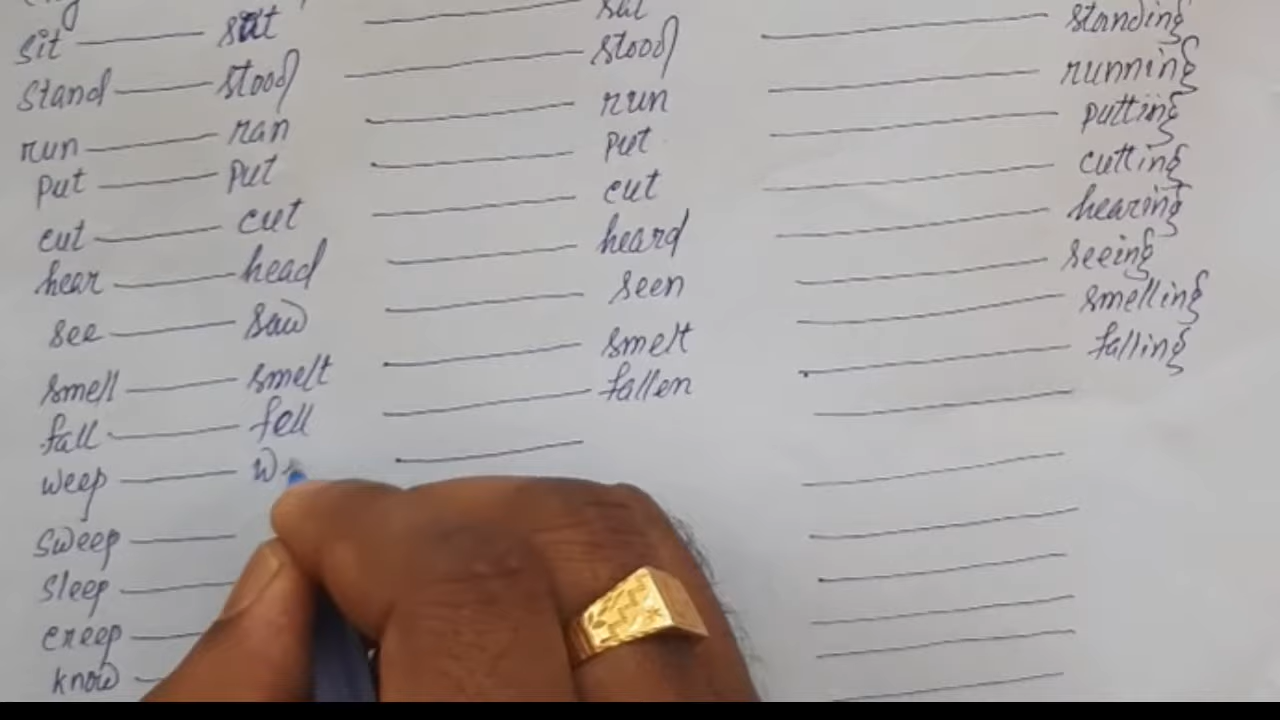 sit sat sat standing
stand stood stood running
run ran run putting
put put put cutting
cut cut cut hearing
hear head heard seeing
see saw seen smelling
smell smelt smelt falling
fall fell fallen
weep w
sweep
sleep
creep
know